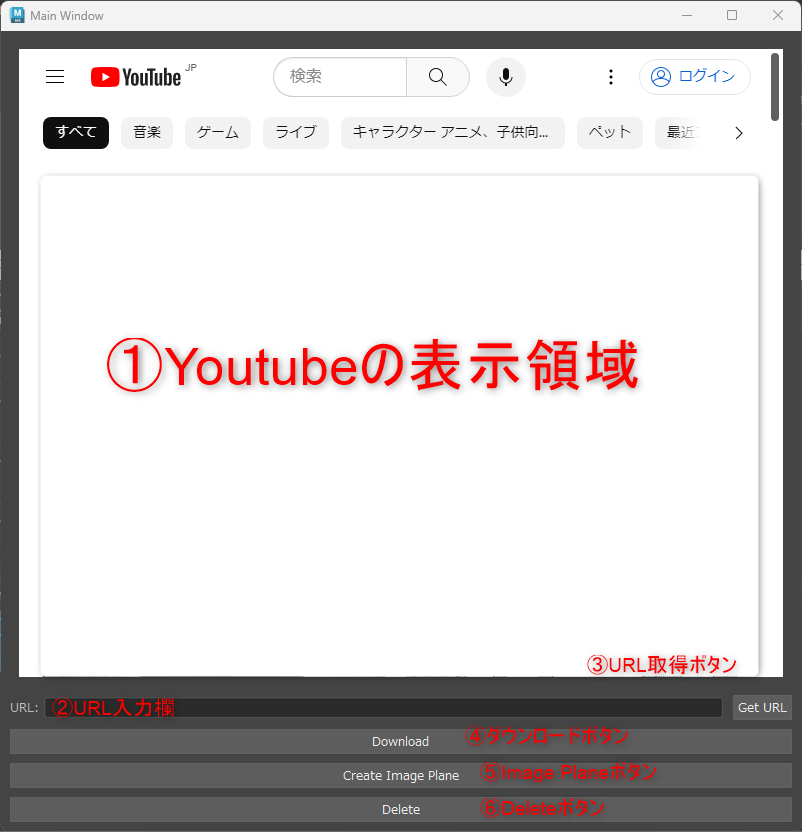 Main Window
YouTube JP
検索
ログイン
すべて 音楽 ゲーム ライブ キャラクター アニメ、子供向... ペット 最近
①Youtubeの表示領域
③URL取得ボタン
URL: ②URL入力欄 Get URL
Download ④ダウンロードボタン
Create Image Plane ⑤Image Planeボタン
Delete ⑥Deleteボタン